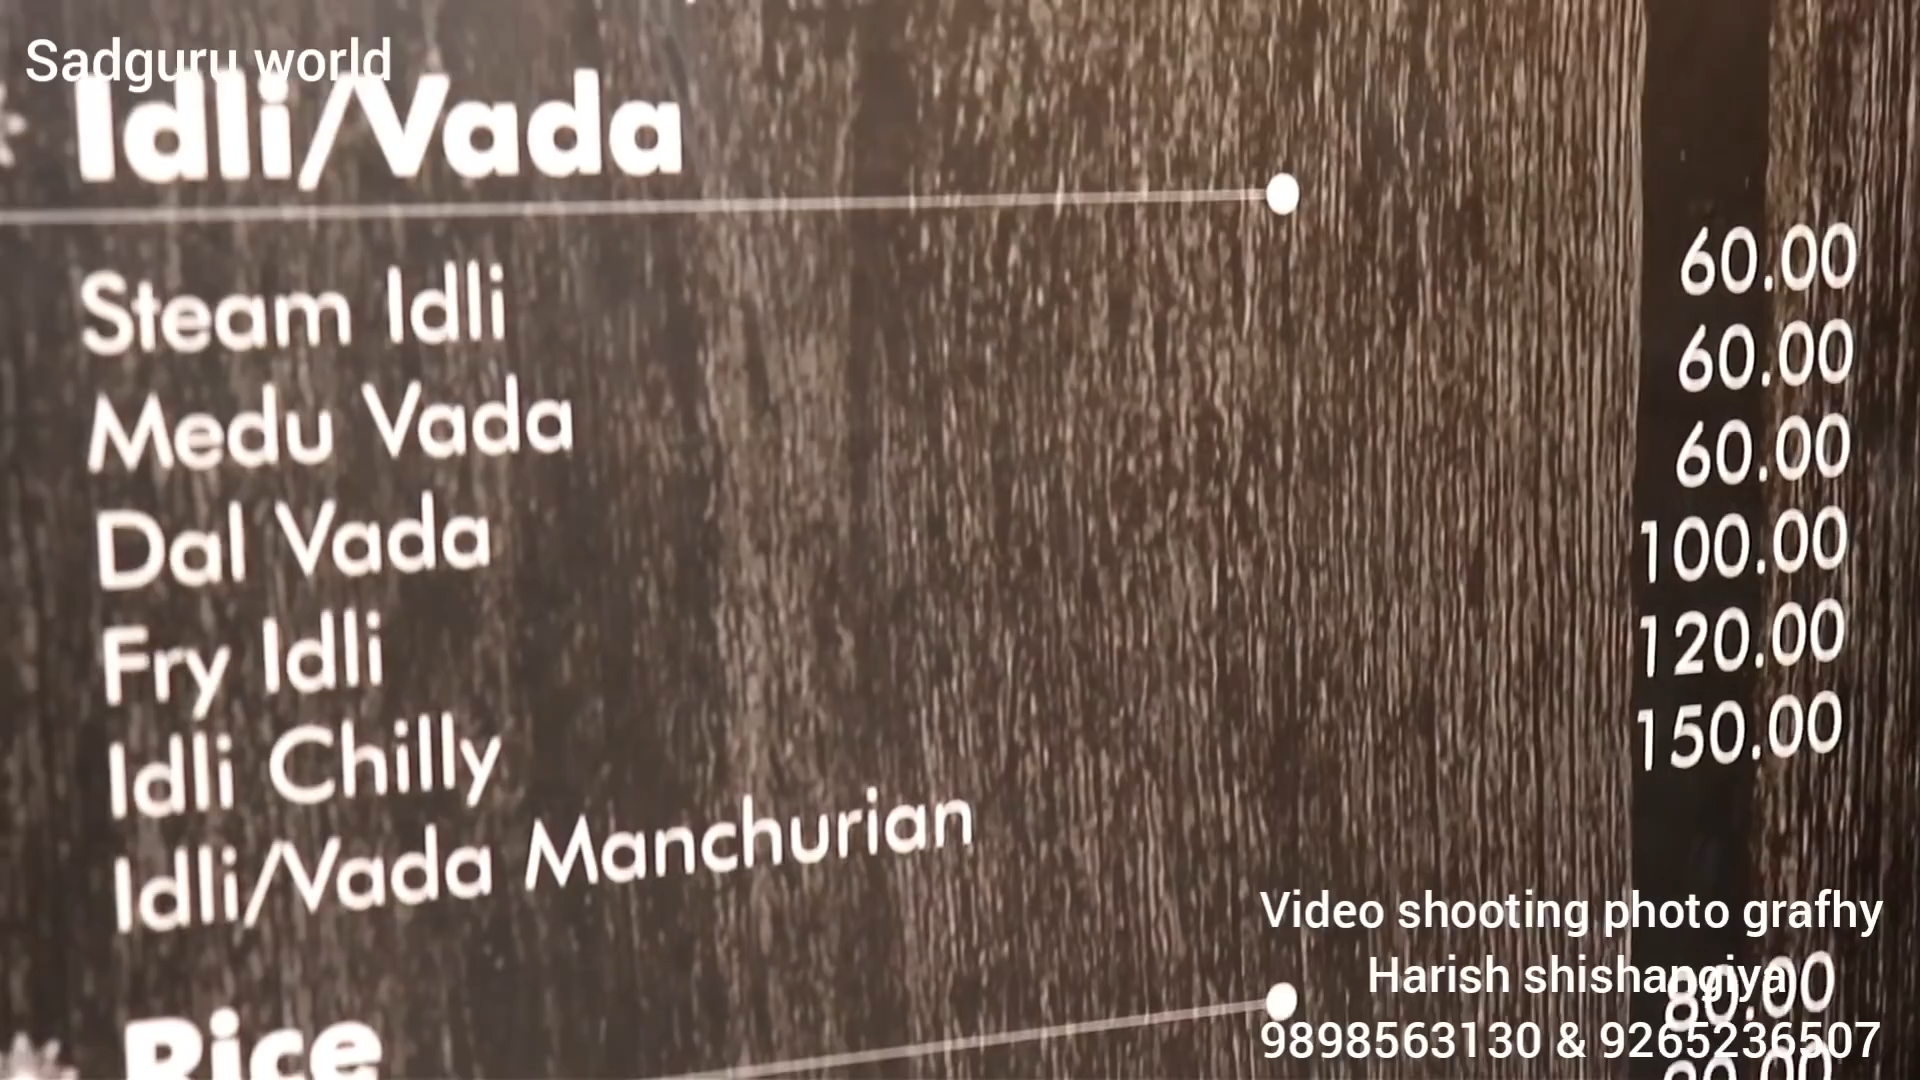 Sadguru world
Idli/Vada
Steam Idli 60.00
Medu Vada 60.00
Dal Vada 60.00
Fry Idli 100.00
Idli Chilly 120.00
Idli/Vada Manchurian 150.00
Rice
80.00
Video shooting photo grafhy
Harish shishangiya
9898563130 & 9265236507